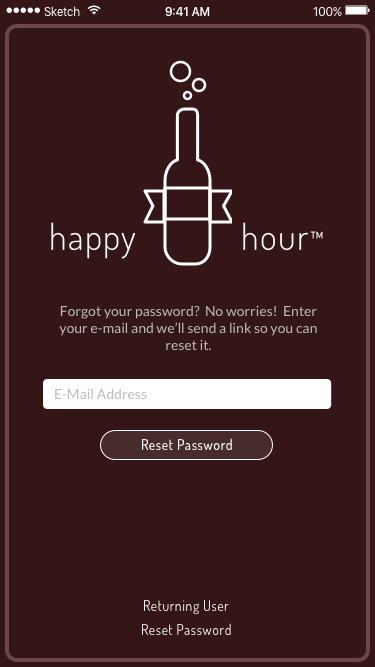 Sketch 9:41 AM 100%
happy hour™
Forgot your password?  No worries!  Enter
your e-mail and we'll send a link so you can
reset it.
E-Mail Address
Reset Password
Returning User
Reset Password